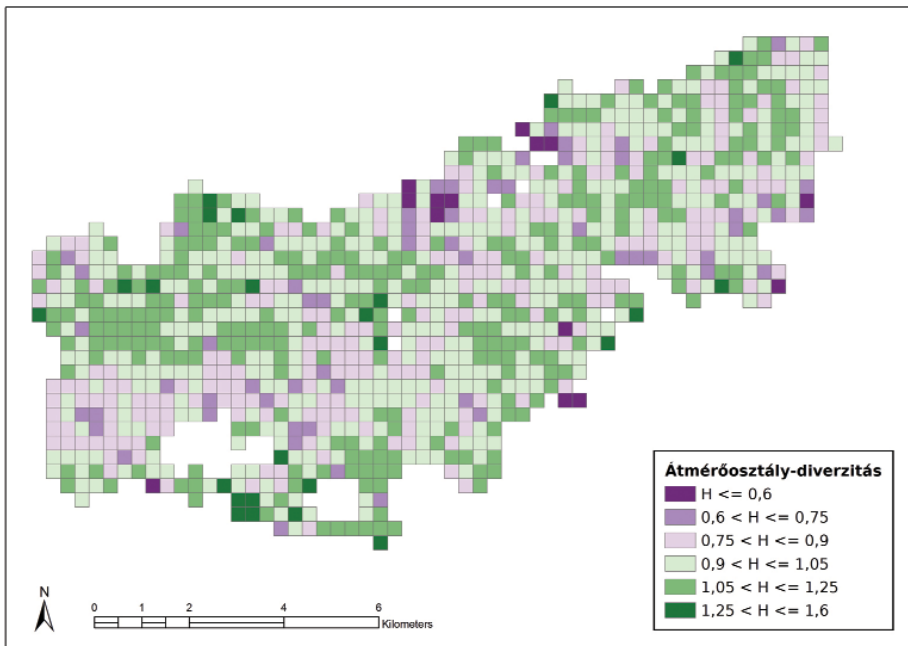 Átmérőosztály-diverzitás
H <= 0,6
0,6 < H <= 0,75
0,75 < H <= 0,9
0,9 < H <= 1,05
1,05 < H <= 1,25
1,25 < H <= 1,6
N
0 1 2 4 6
Kilometers